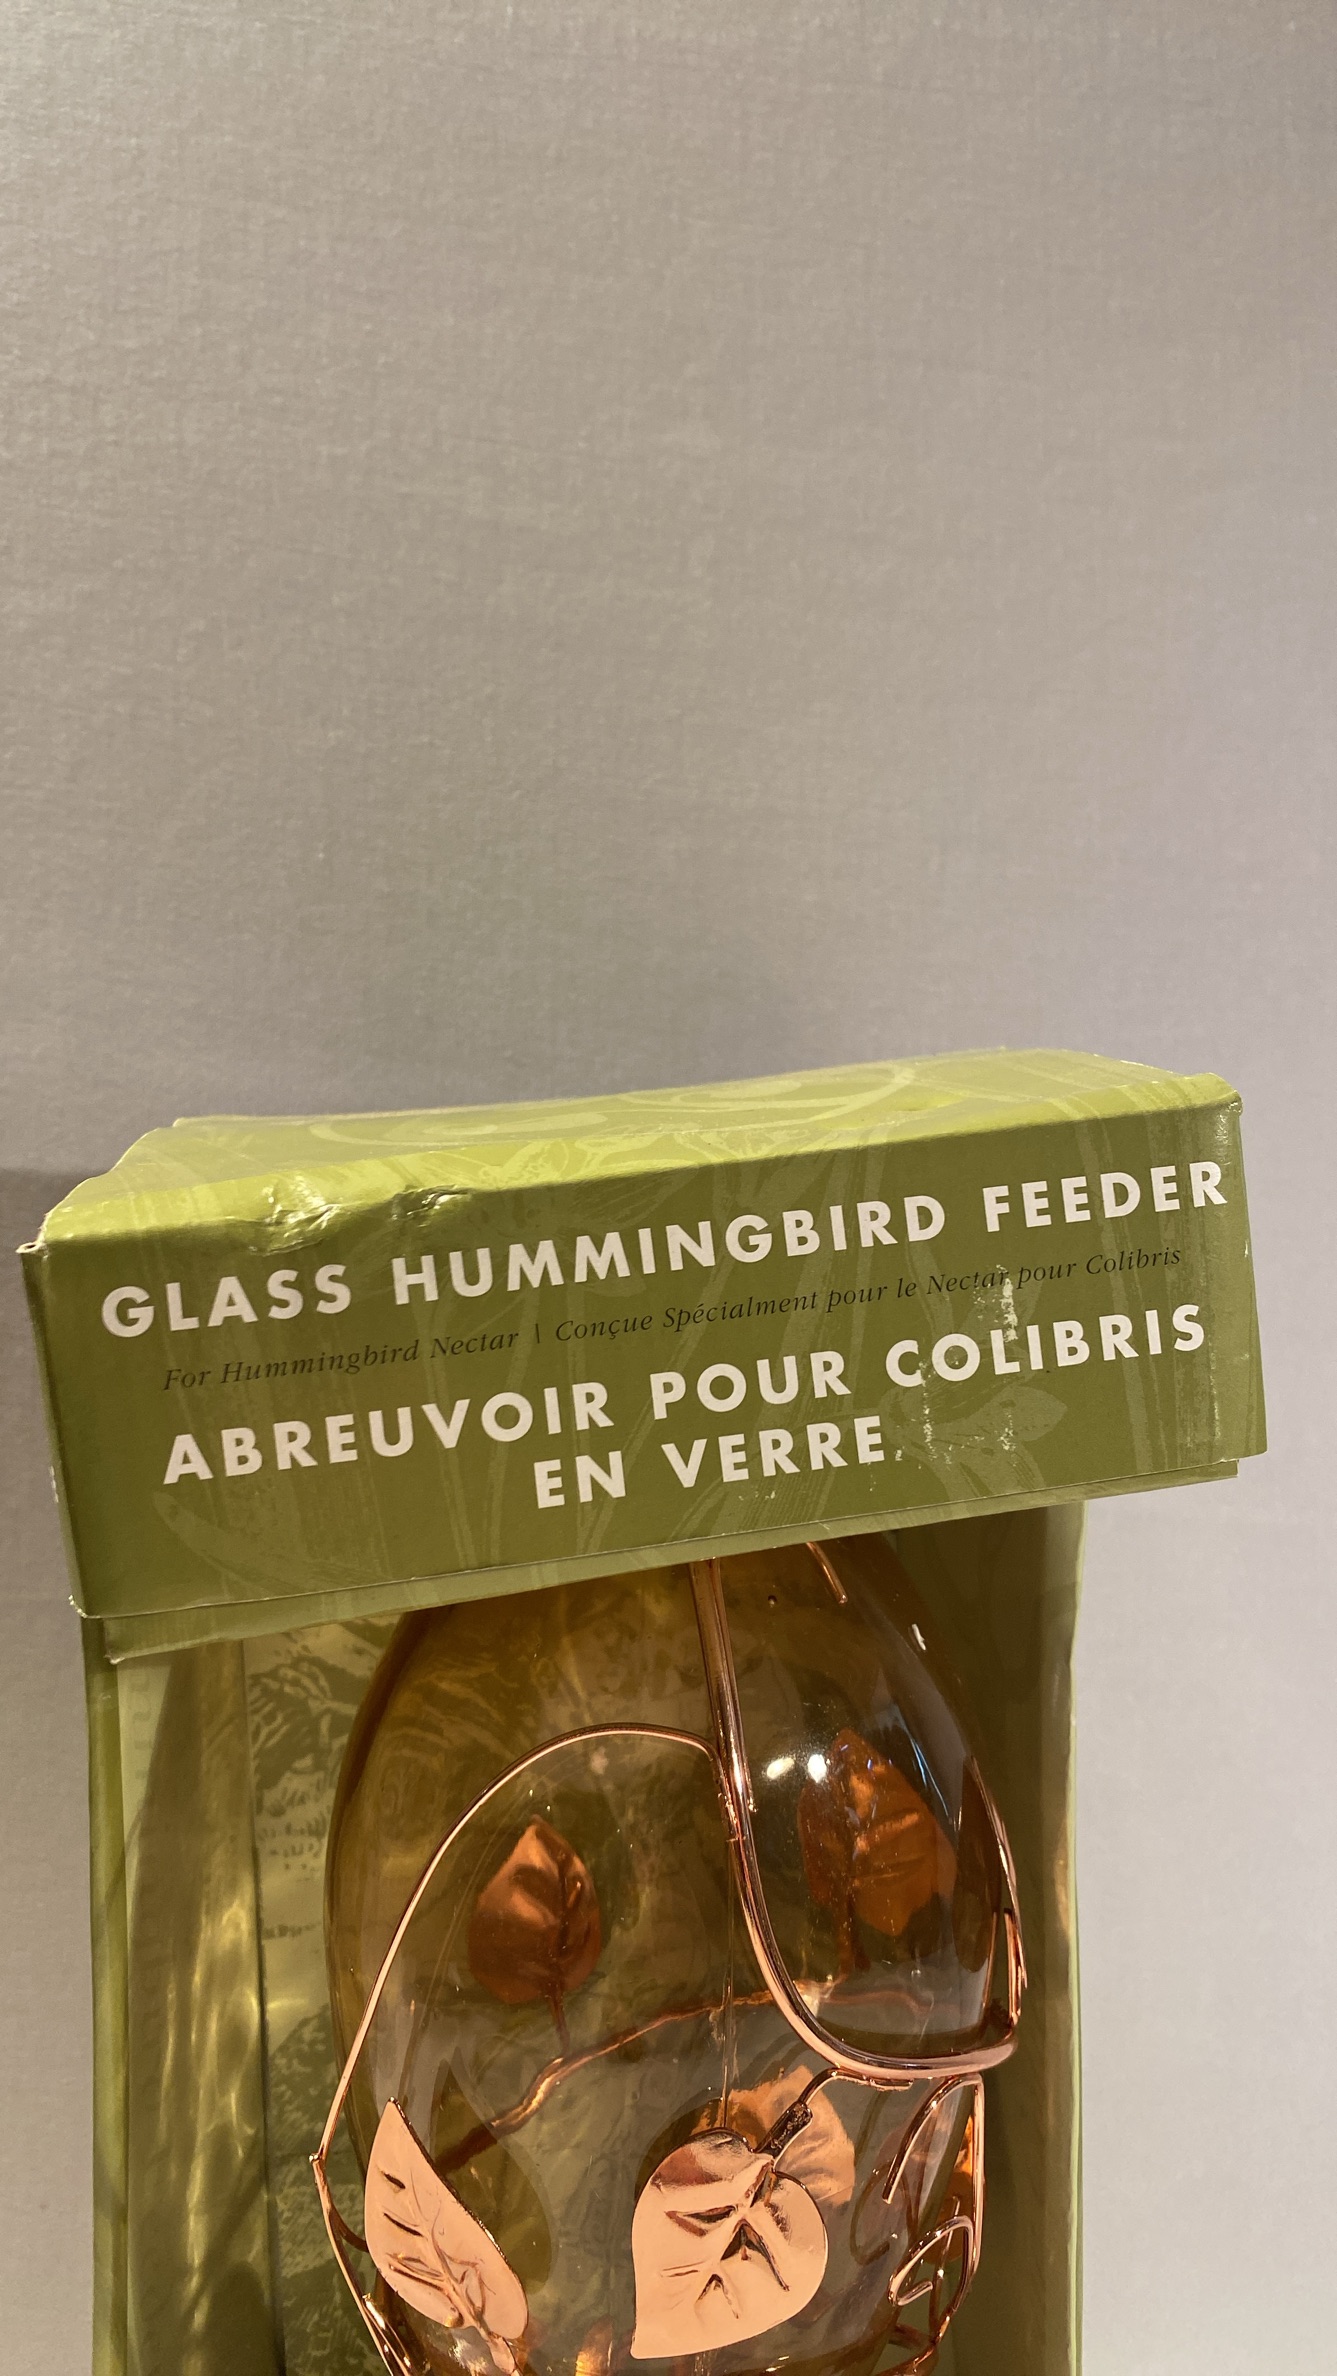 GLASS HUMMINGBIRD FEEDER
For Hummingbird Nectar | Conçue Spécialment pour le Nectar pour Colibris
ABREUVOIR POUR COLIBRIS
EN VERRE